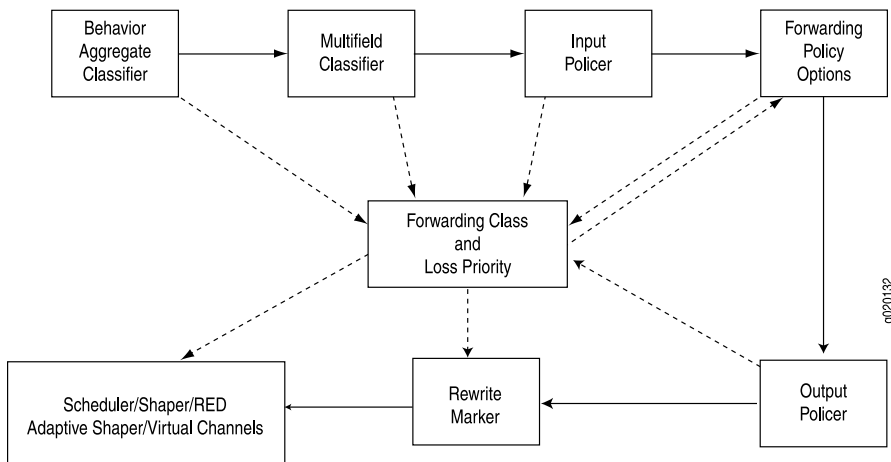 Behavior
Aggregate
Classifier
Multifield
Classifier
Input
Policer
Forwarding
Policy
Options
Forwarding Class
and
Loss Priority
Scheduler/Shaper/RED
Adaptive Shaper/Virtual Channels
Rewrite
Marker
Output
Policer
g020132